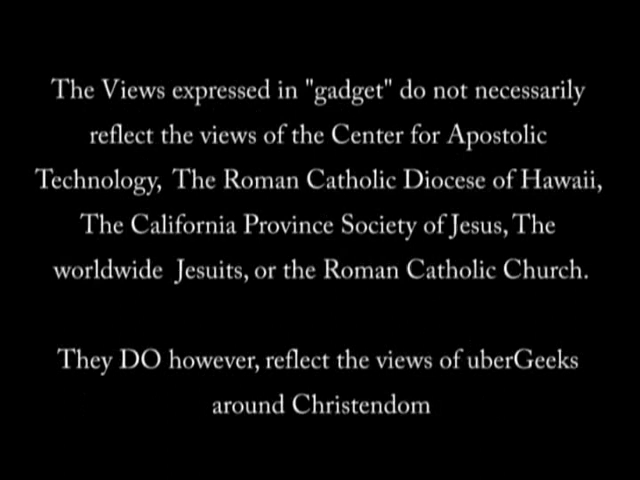 The Views expressed in "gadget" do not necessarily
reflect the views of the Center for Apostolic
Technology, The Roman Catholic Diocese of Hawaii,
The California Province Society of Jesus, The
worldwide Jesuits, or the Roman Catholic Church.
They DO however, reflect the views of uberGeeks
around Christendom